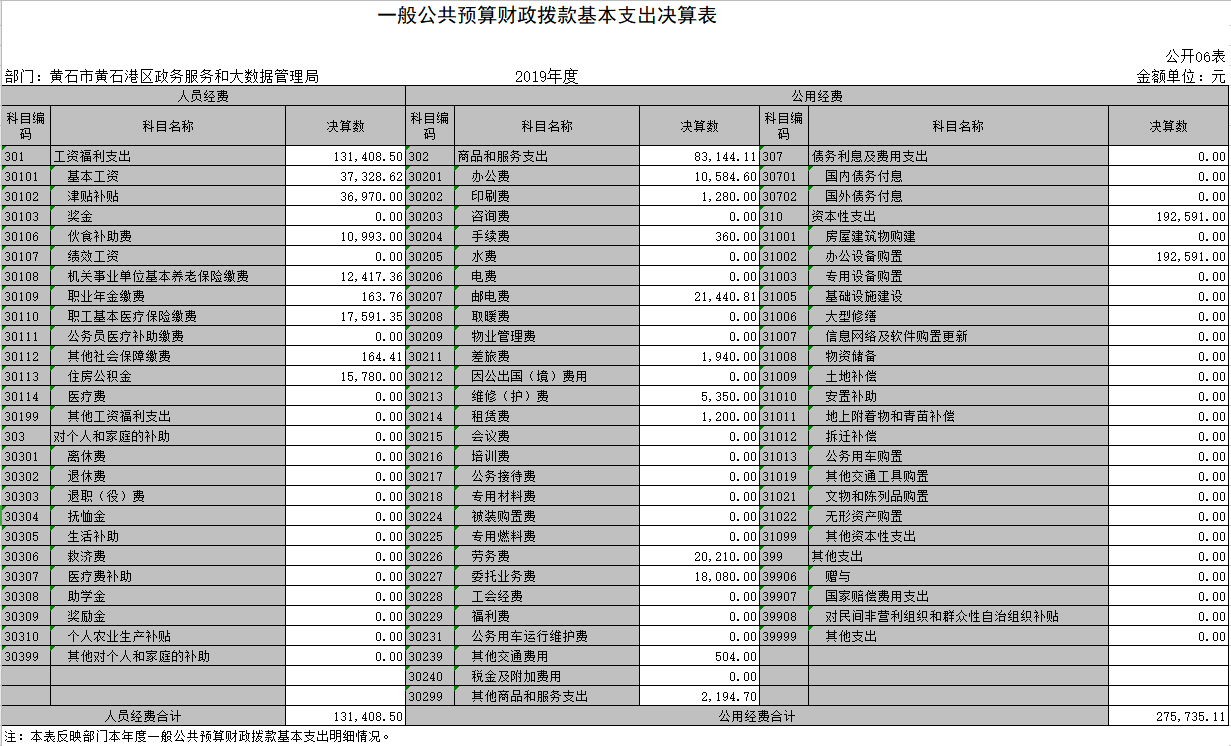 一般公共预算财政拨款基本支出决算表
公开06表
部门：黄石市黄石港区政务服务和大数据管理局 2019年度 金额单位：元
人员经费 公用经费
科目编码 科目名称 决算数 科目编码 科目名称 决算数 科目编码 科目名称 决算数
301 工资福利支出 131,408.50 302 商品和服务支出 83,144.11 307 债务利息及费用支出 0.00
30101 基本工资 37,328.62 30201 办公费 10,584.60 30701 国内债务付息 0.00
30102 津贴补贴 36,970.00 30202 印刷费 1,280.00 30702 国外债务付息 0.00
30103 奖金 0.00 30203 咨询费 0.00 310 资本性支出 192,591.00
30106 伙食补助费 10,993.00 30204 手续费 360.00 31001 房屋建筑物购建 0.00
30107 绩效工资 0.00 30205 水费 0.00 31002 办公设备购置 192,591.00
30108 机关事业单位基本养老保险缴费 12,417.36 30206 电费 0.00 31003 专用设备购置 0.00
30109 职业年金缴费 163.76 30207 邮电费 21,440.81 31005 基础设施建设 0.00
30110 职工基本医疗保险缴费 17,591.35 30208 取暖费 0.00 31006 大型修缮 0.00
30111 公务员医疗补助缴费 0.00 30209 物业管理费 0.00 31007 信息网络及软件购置更新 0.00
30112 其他社会保障缴费 164.41 30211 差旅费 1,940.00 31008 物资储备 0.00
30113 住房公积金 15,780.00 30212 因公出国（境）费用 0.00 31009 土地补偿 0.00
30114 医疗费 0.00 30213 维修（护）费 5,350.00 31010 安置补助 0.00
30199 其他工资福利支出 0.00 30214 租赁费 1,200.00 31011 地上附着物和青苗补偿 0.00
303 对个人和家庭的补助 0.00 30215 会议费 0.00 31012 拆迁补偿 0.00
30301 离休费 0.00 30216 培训费 0.00 31013 公务用车购置 0.00
30302 退休费 0.00 30217 公务接待费 0.00 31019 其他交通工具购置 0.00
30303 退职（役）费 0.00 30218 专用材料费 0.00 31021 文物和陈列品购置 0.00
30304 抚恤金 0.00 30224 被装购置费 0.00 31022 无形资产购置 0.00
30305 生活补助 0.00 30225 专用燃料费 0.00 31099 其他资本性支出 0.00
30306 救济费 0.00 30226 劳务费 20,210.00 399 其他支出 0.00
30307 医疗费补助 0.00 30227 委托业务费 18,080.00 39906 赠与 0.00
30308 助学金 0.00 30228 工会经费 0.00 39907 国家赔偿费用支出 0.00
30309 奖励金 0.00 30229 福利费 0.00 39908 对民间非营利组织和群众性自治组织补贴 0.00
30310 个人农业生产补贴 0.00 30231 公务用车运行维护费 0.00 39999 其他支出 0.00
30399 其他对个人和家庭的补助 0.00 30239 其他交通费用 504.00
30240 税金及附加费用 0.00
30299 其他商品和服务支出 2,194.70
人员经费合计 131,408.50 公用经费合计 275,735.11
注：本表反映部门本年度一般公共预算财政拨款基本支出明细情况。